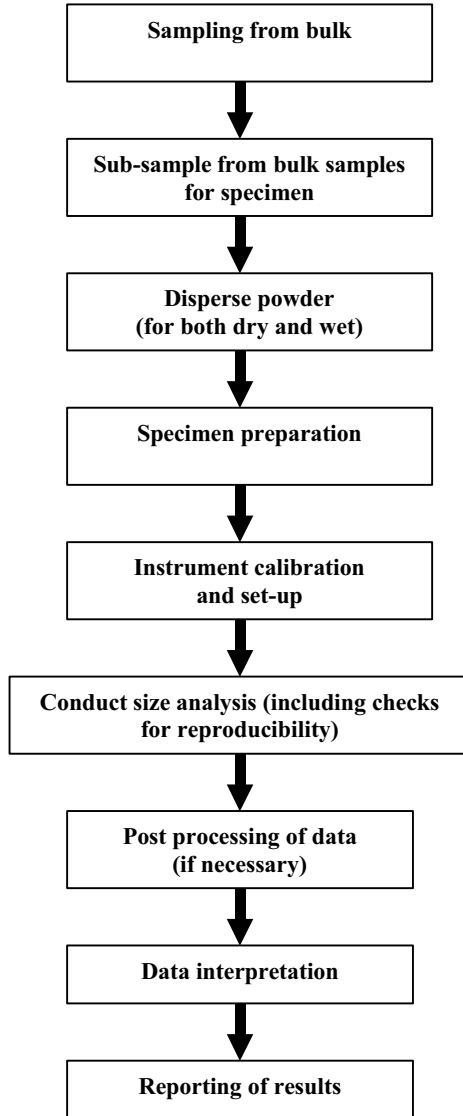 Sampling from bulk
Sub-sample from bulk samples
for specimen
Disperse powder
(for both dry and wet)
Specimen preparation
Instrument calibration
and set-up
Conduct size analysis (including checks
for reproducibility)
Post processing of data
(if necessary)
Data interpretation
Reporting of results